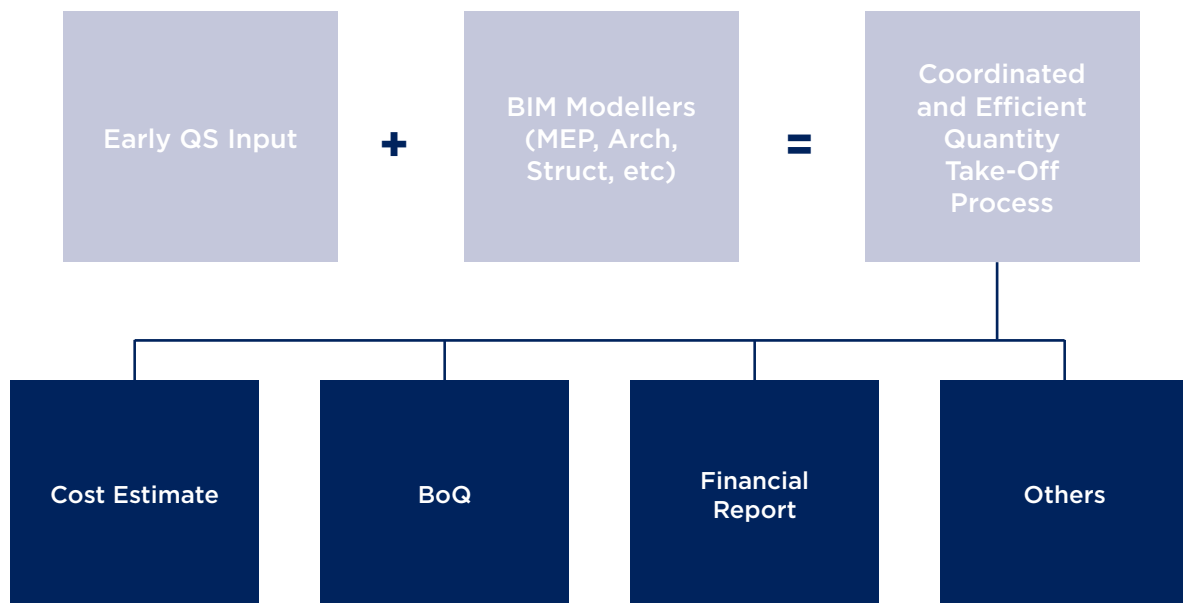 Early QS Input
+
BIM Modellers
(MEP, Arch,
Struct, etc)
=
Coordinated
and Efficient
Quantity
Take-Off
Process
Cost Estimate
BoQ
Financial
Report
Others